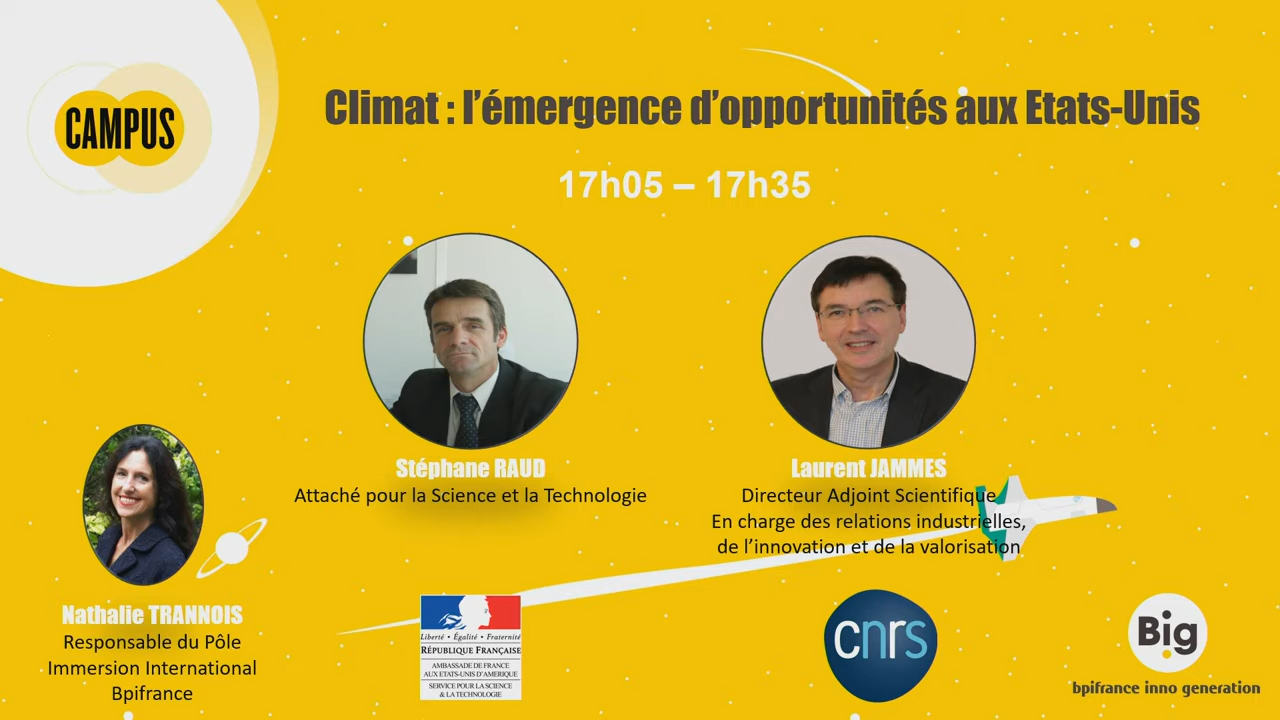 CAMPUS
Climat : l'émergence d'opportunités aux Etats-Unis
17h05 – 17h35
Stéphane RAUD
Attaché pour la Science et la Technologie
Laurent JAMMES
Directeur Adjoint Scientifique
En charge des relations industrielles,
de l'innovation et de la valorisation
Nathalie TRANNOIS
Responsable du Pôle
Immersion International
Bpifrance
Liberté • Égalité • Fraternité
RÉPUBLIQUE FRANÇAISE
AMBASSADE DE FRANCE
AUX ETATS-UNIS D'AMERIQUE
SERVICE POUR LA SCIENCE
& LA TECHNOLOGIE
cnrs
Big
bpifrance inno generation